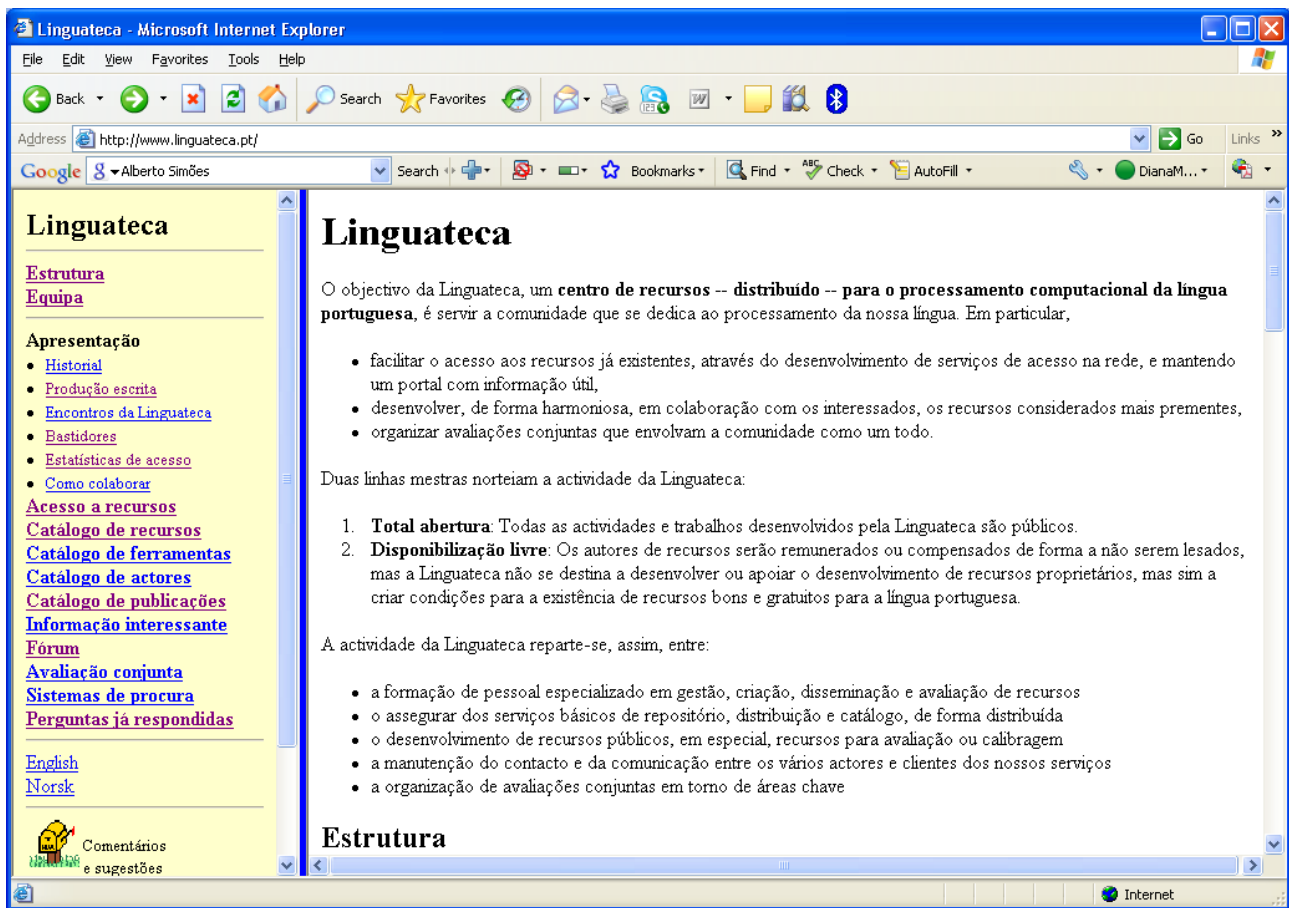 Linguateca - Microsoft Internet Explorer
File Edit View Favorites Tools Help
Back Search Favorites
Address http://www.linguateca.pt/ Go Links »
Google Alberto Simões Search Bookmarks Find Check AutoFill DianaM...
Linguateca
Estrutura
Equipa
Apresentação
• Historial
• Produção escrita
• Encontros da Linguateca
• Bastidores
• Estatísticas de acesso
• Como colaborar
Acesso a recursos
Catálogo de recursos
Catálogo de ferramentas
Catálogo de actores
Catálogo de publicações
Informação interessante
Fórum
Avaliação conjunta
Sistemas de procura
Perguntas já respondidas
English
Norsk
Comentários
e sugestões
Linguateca
O objectivo da Linguateca, um centro de recursos -- distribuído -- para o processamento computacional da língua
portuguesa, é servir a comunidade que se dedica ao processamento da nossa língua. Em particular,
• facilitar o acesso aos recursos já existentes, através do desenvolvimento de serviços de acesso na rede, e mantendo
um portal com informação útil,
• desenvolver, de forma harmoniosa, em colaboração com os interessados, os recursos considerados mais prementes,
• organizar avaliações conjuntas que envolvam a comunidade como um todo.
Duas linhas mestras norteiam a actividade da Linguateca:
1. Total abertura: Todas as actividades e trabalhos desenvolvidos pela Linguateca são públicos.
2. Disponibilização livre: Os autores de recursos serão remunerados ou compensados de forma a não serem lesados,
mas a Linguateca não se destina a desenvolver ou apoiar o desenvolvimento de recursos proprietários, mas sim a
criar condições para a existência de recursos bons e gratuitos para a língua portuguesa.
A actividade da Linguateca reparte-se, assim, entre:
• a formação de pessoal especializado em gestão, criação, disseminação e avaliação de recursos
• o assegurar dos serviços básicos de repositório, distribuição e catálogo, de forma distribuída
• o desenvolvimento de recursos públicos, em especial, recursos para avaliação ou calibragem
• a manutenção do contacto e da comunicação entre os vários actores e clientes dos nossos serviços
• a organização de avaliações conjuntas em torno de áreas chave
Estrutura
Internet